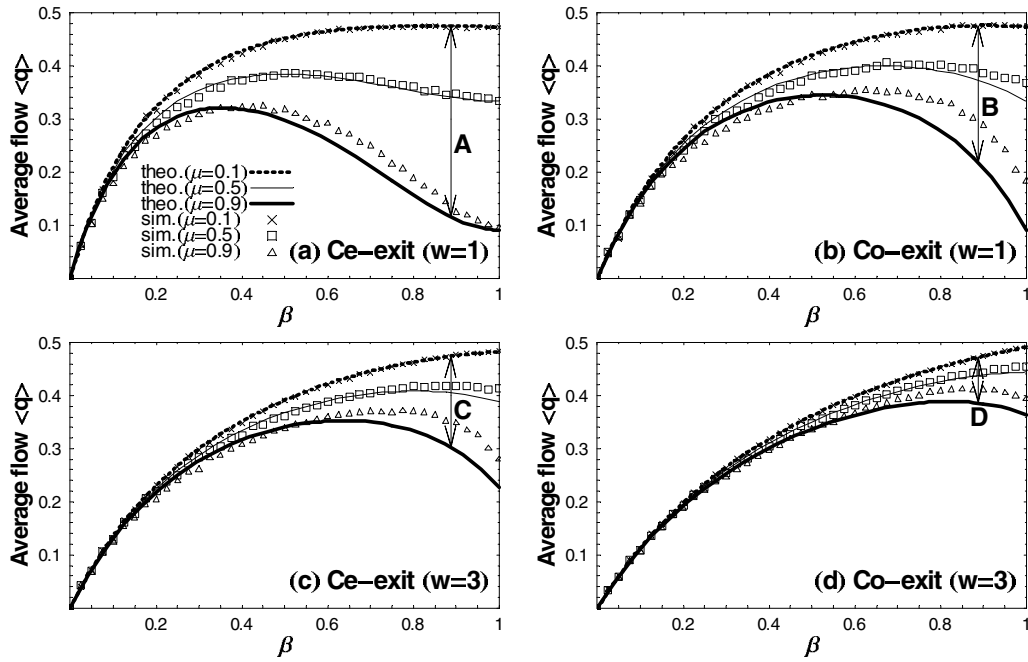 Average flow <q>
0.5
0.4
0.3
0.2
0.1
A
theo.(μ=0.1)
theo.(μ=0.5)
theo.(μ=0.9)
sim.(μ=0.1)
sim.(μ=0.5)
sim.(μ=0.9)
(a) Ce-exit (w=1)
0.2 0.4 0.6 0.8 1
β
Average flow <q>
0.5
0.4
0.3
0.2
0.1
B
(b) Co-exit (w=1)
0.2 0.4 0.6 0.8 1
β
Average flow <q>
0.5
0.4
0.3
0.2
0.1
C
(c) Ce-exit (w=3)
0.2 0.4 0.6 0.8 1
β
Average flow <q>
0.5
0.4
0.3
0.2
0.1
D
(d) Co-exit (w=3)
0.2 0.4 0.6 0.8 1
β